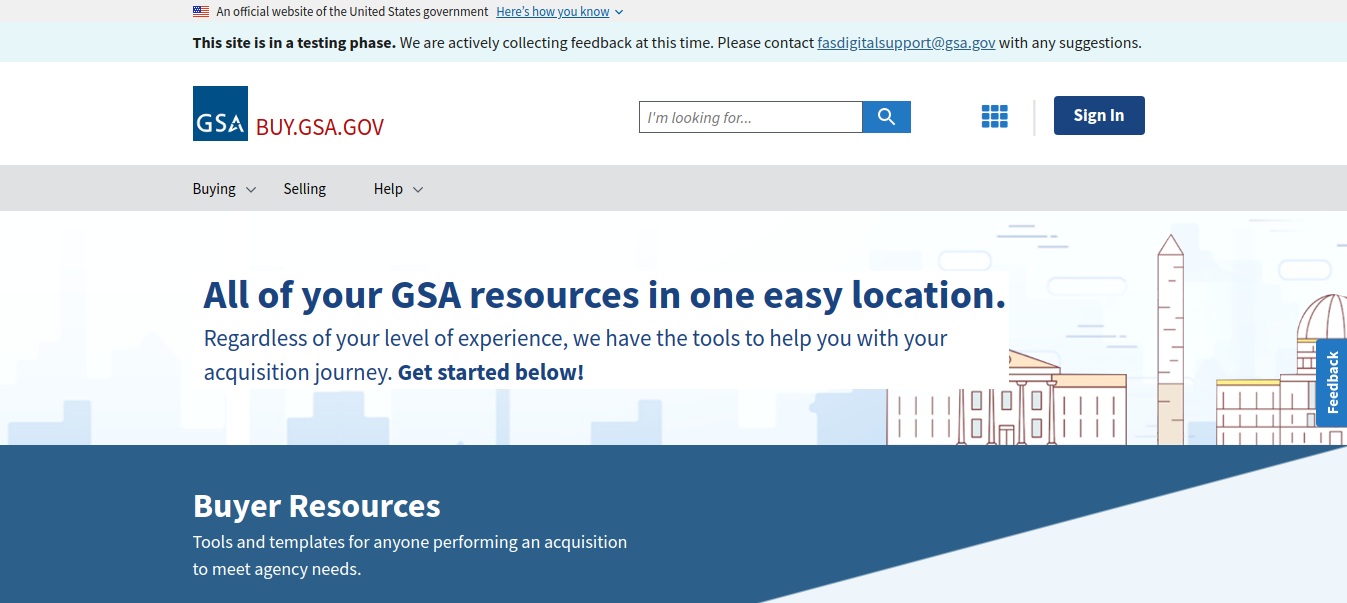 An official website of the United States government Here's how you know
This site is in a testing phase. We are actively collecting feedback at this time. Please contact fasdigitalsupport@gsa.gov with any suggestions.
GSA BUY.GSA.GOV
I'm looking for...
Sign In
Buying Selling Help
All of your GSA resources in one easy location.
Regardless of your level of experience, we have the tools to help you with your
acquisition journey. Get started below!
Feedback
Buyer Resources
Tools and templates for anyone performing an acquisition
to meet agency needs.